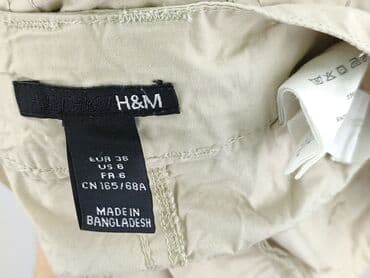 H&M
EUR 36
US 6
FR 6
CN 165/68A
MADE IN
BANGLADESH